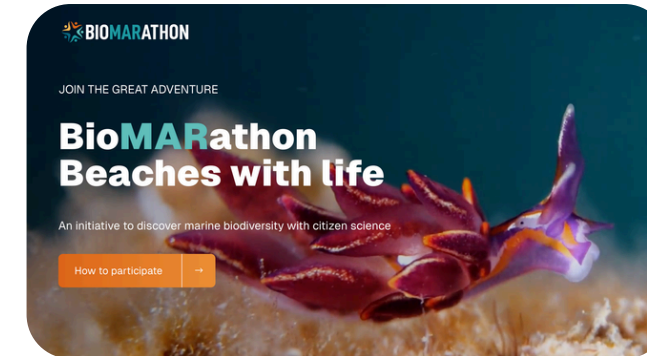 BIOMARATHON
JOIN THE GREAT ADVENTURE
BioMARathon
Beaches with life
An initiative to discover marine biodiversity with citizen science
How to participate →